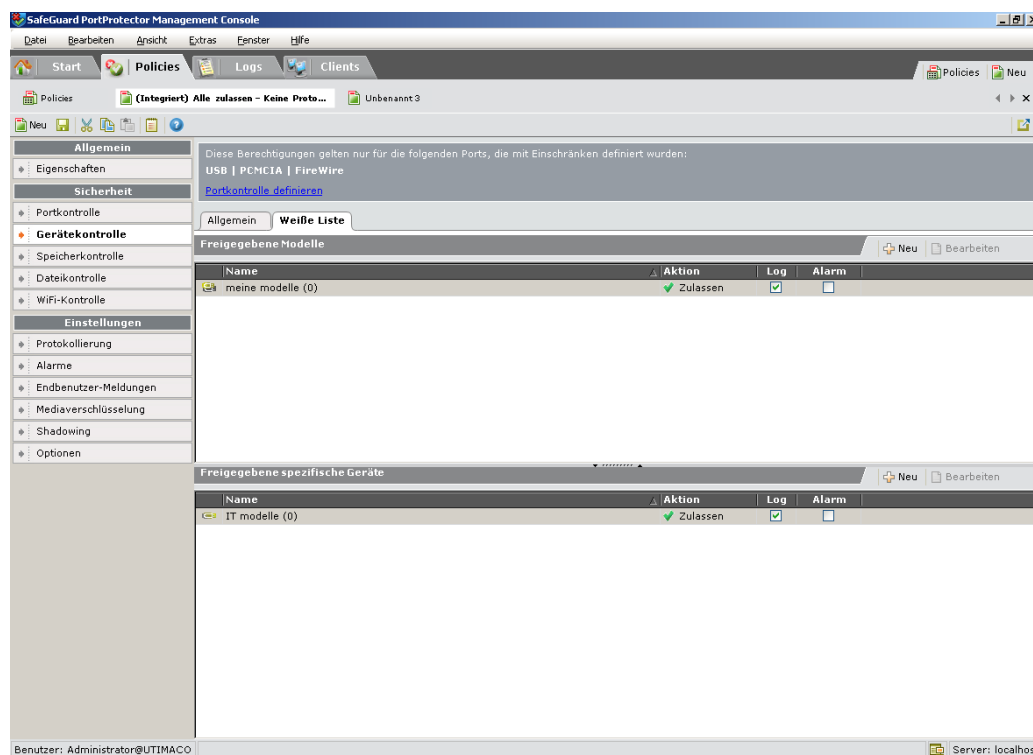 SafeGuard PortProtector Management Console
Datei Bearbeiten Ansicht Extras Fenster Hilfe
Start Policies Logs Clients
Policies Neu
Policies (Integriert) Alle zulassen - Keine Proto... Unbenannt 3
Neu
Allgemein
Eigenschaften
Sicherheit
Portkontrolle
Gerätekontrolle
Speicherkontrolle
Dateikontrolle
WiFi-Kontrolle
Einstellungen
Protokollierung
Alarme
Endbenutzer-Meldungen
Mediaverschlüsselung
Shadowing
Optionen
Diese Berechtigungen gelten nur für die folgenden Ports, die mit Einschränken definiert wurden:
USB | PCMCIA | FireWire
Portkontrolle definieren
Allgemein Weiße Liste
Freigegebene Modelle Neu Bearbeiten
Name Aktion Log Alarm
meine modelle (0) Zulassen
Freigegebene spezifische Geräte Neu Bearbeiten
Name Aktion Log Alarm
IT modelle (0) Zulassen
Benutzer: Administrator@UTIMACO Server: localhos